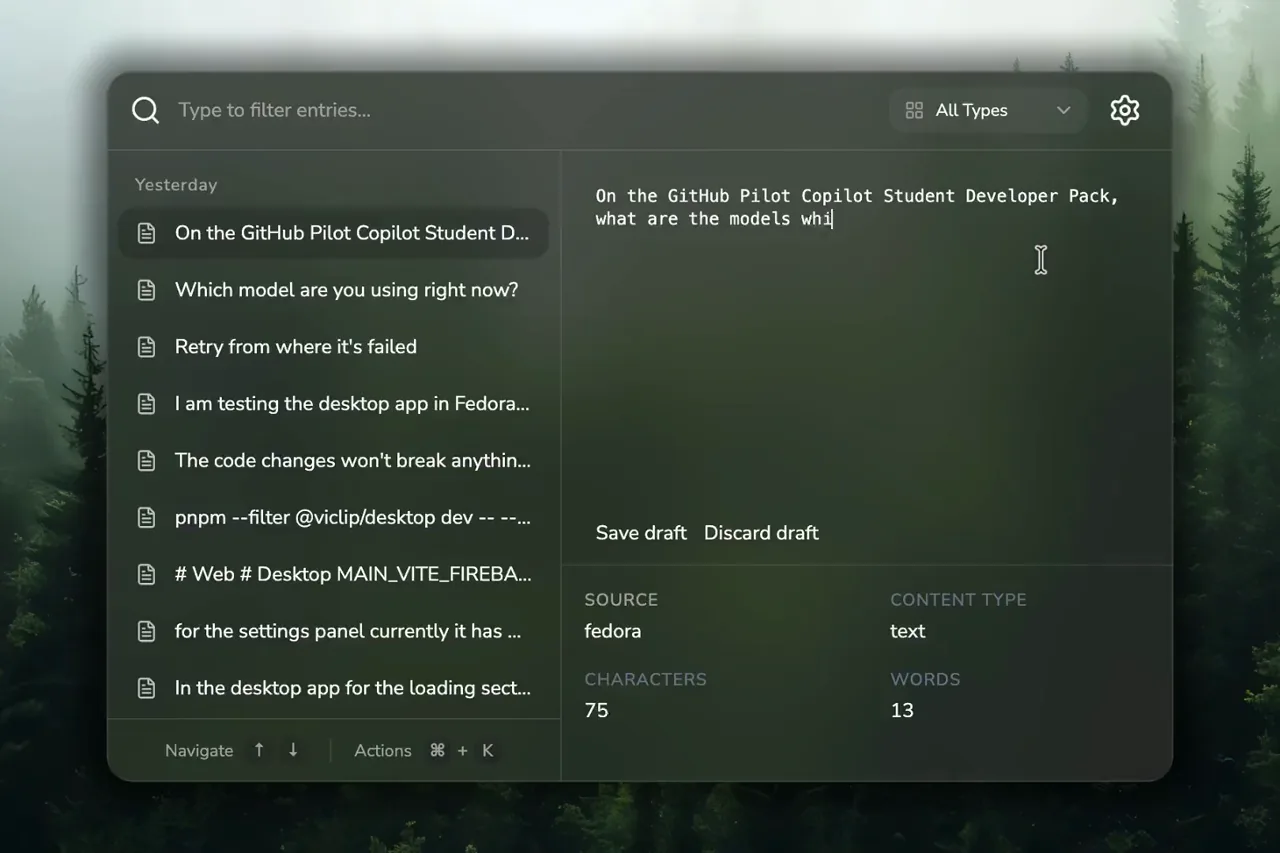 Type to filter entries...
All Types
Yesterday
On the GitHub Pilot Copilot Student D...
Which model are you using right now?
Retry from where it's failed
I am testing the desktop app in Fedora...
The code changes won't break anythin...
pnpm --filter @viclip/desktop dev -- --...
# Web # Desktop MAIN_VITE_FIREBA...
for the settings panel currently it has ...
In the desktop app for the loading sect...
Navigate ↑ ↓ Actions ⌘ + K
On the GitHub Pilot Copilot Student Developer Pack,
what are the models whi
Save draft Discard draft
SOURCE
fedora
CONTENT TYPE
text
CHARACTERS
75
WORDS
13